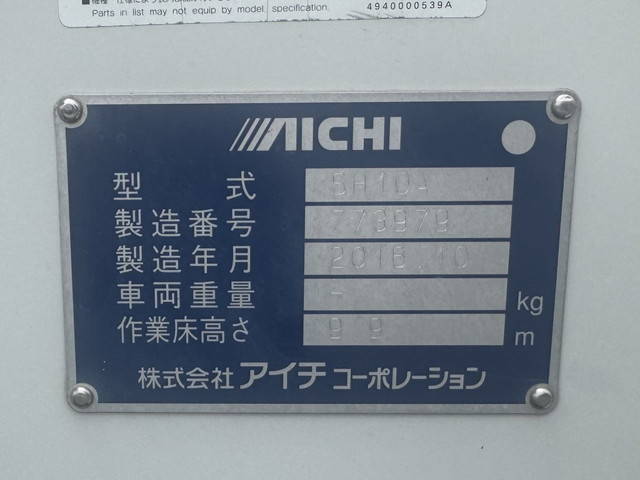 Parts in list may not equip by model specification. 4940000539A
AICHI
型 式 SH10A
製造番号
製造年月 2016.10
車両重量 - kg
作業床高さ 9.9 m
株式会社 アイチ コーポレーション